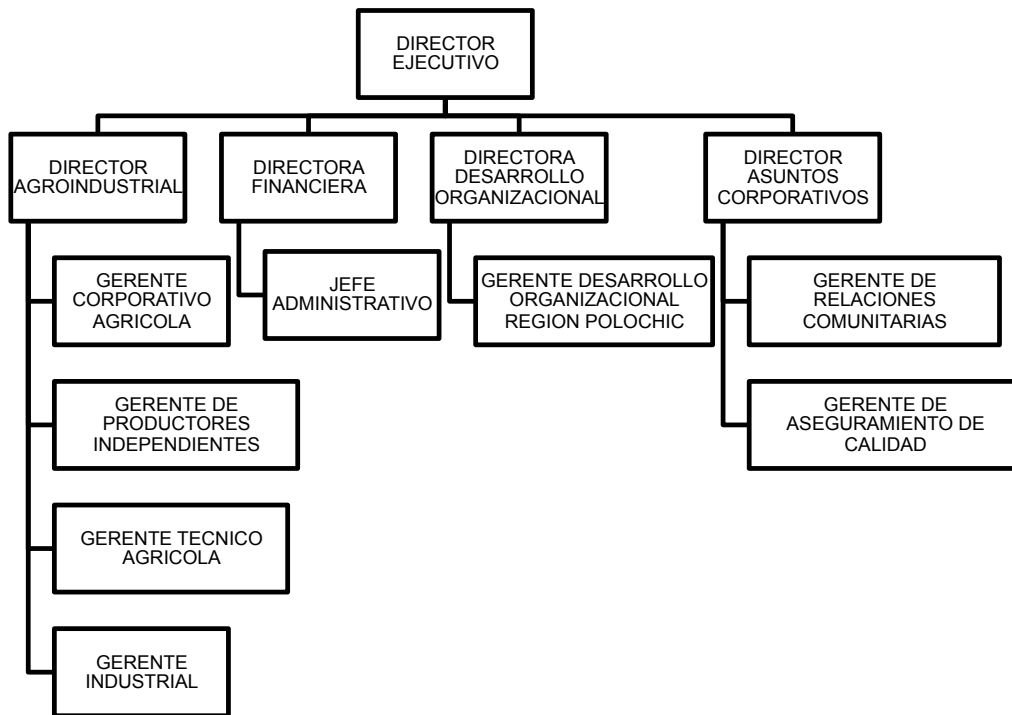 DIRECTOR
EJECUTIVO
DIRECTOR
AGROINDUSTRIAL
DIRECTORA
FINANCIERA
DIRECTORA
DESARROLLO
ORGANIZACIONAL
DIRECTOR
ASUNTOS
CORPORATIVOS
GERENTE
CORPORATIVO
AGRICOLA
JEFE
ADMINISTRATIVO
GERENTE DESARROLLO
ORGANIZACIONAL
REGION POLOCHIC
GERENTE DE
RELACIONES
COMUNITARIAS
GERENTE DE
PRODUCTORES
INDEPENDIENTES
GERENTE DE
ASEGURAMIENTO DE
CALIDAD
GERENTE TECNICO
AGRICOLA
GERENTE
INDUSTRIAL